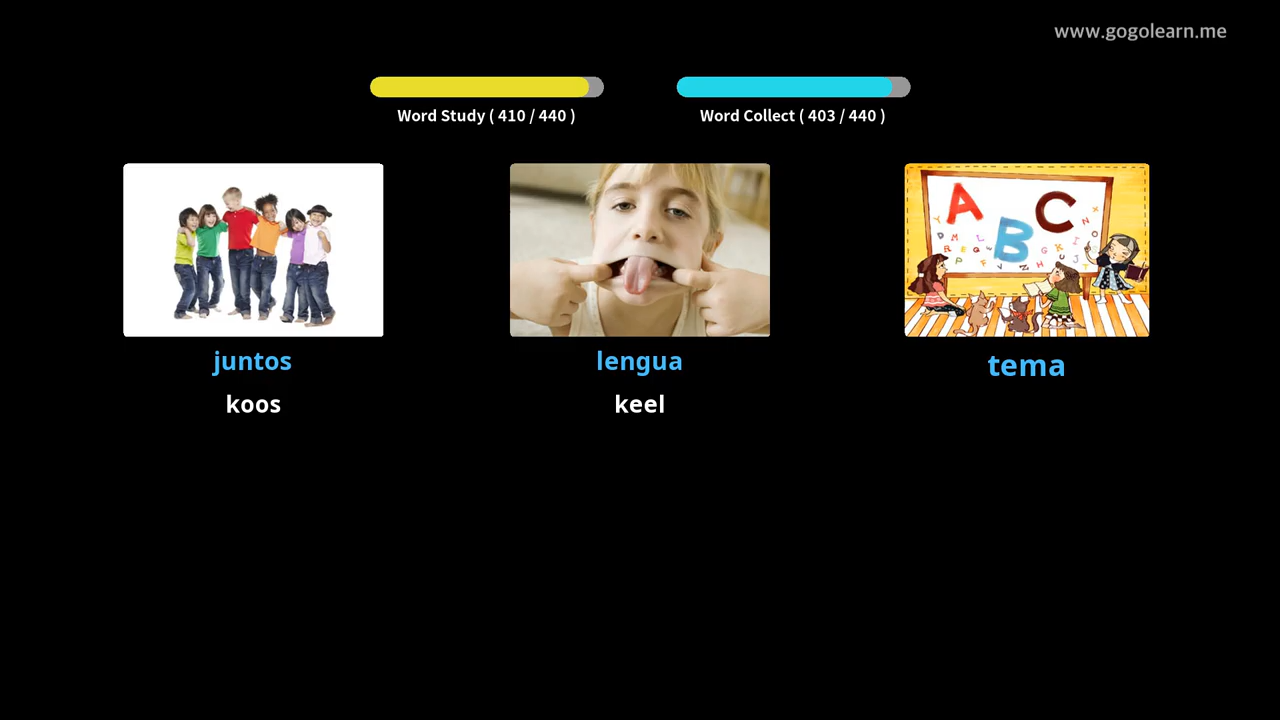 www.gogolearn.me
Word Study ( 410 / 440 )
Word Collect ( 403 / 440 )
A B C
juntos
lengua
tema
koos
keel